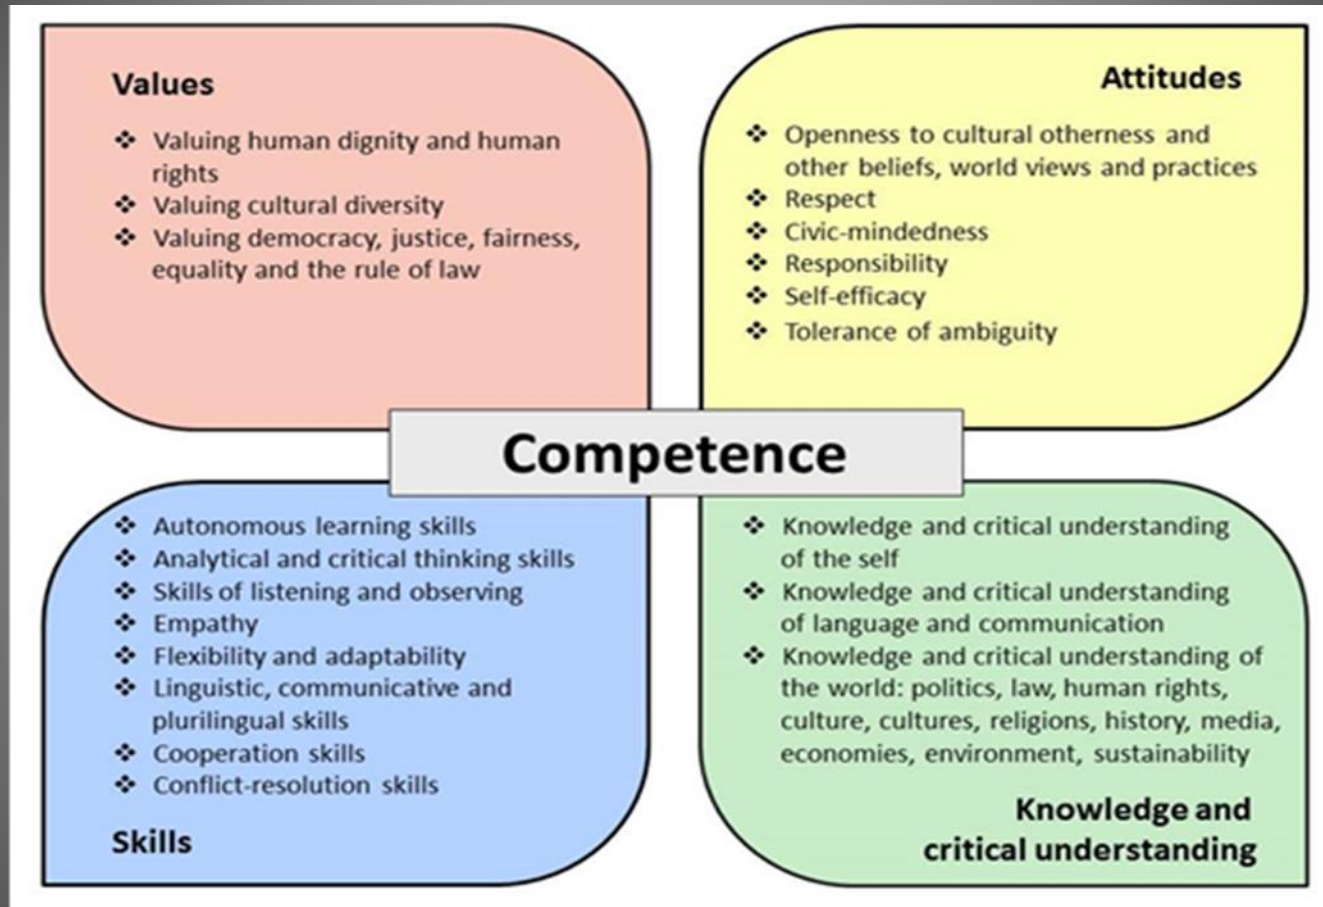 Values
❖ Valuing human dignity and human
rights
❖ Valuing cultural diversity
❖ Valuing democracy, justice, fairness,
equality and the rule of law
Attitudes
❖ Openness to cultural otherness and
other beliefs, world views and practices
❖ Respect
❖ Civic-mindedness
❖ Responsibility
❖ Self-efficacy
❖ Tolerance of ambiguity
Competence
❖ Autonomous learning skills
❖ Analytical and critical thinking skills
❖ Skills of listening and observing
❖ Empathy
❖ Flexibility and adaptability
❖ Linguistic, communicative and
plurilingual skills
❖ Cooperation skills
❖ Conflict-resolution skills
Skills
❖ Knowledge and critical understanding
of the self
❖ Knowledge and critical understanding
of language and communication
❖ Knowledge and critical understanding of
the world: politics, law, human rights,
culture, cultures, religions, history, media,
economies, environment, sustainability
Knowledge and
critical understanding